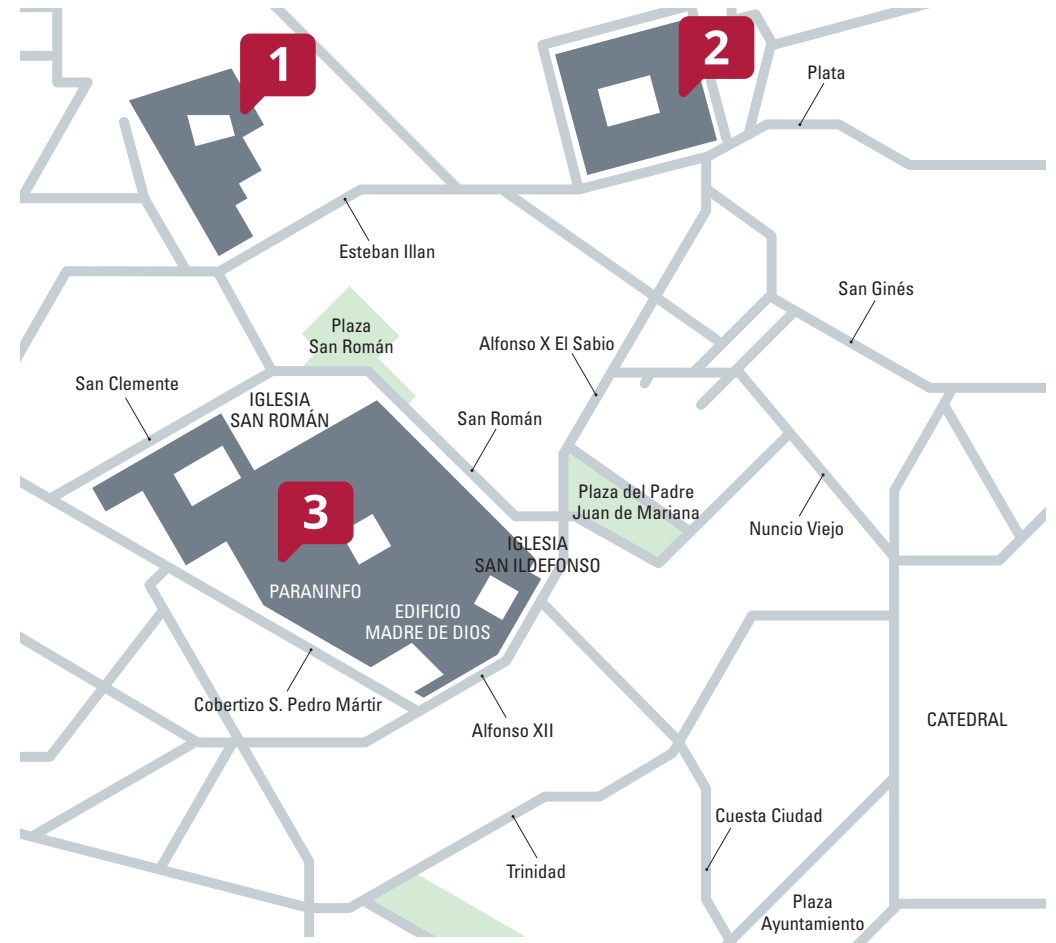 1
2
Plata
Esteban Illan
San Ginés
Plaza
San Román
Alfonso X El Sabio
San Clemente
IGLESIA
SAN ROMÁN
San Román
Plaza del Padre
Juan de Mariana
3
Nuncio Viejo
IGLESIA
SAN ILDEFONSO
PARANINFO
EDIFICIO
MADRE DE DIOS
Cobertizo S. Pedro Mártir
Alfonso XII
CATEDRAL
Cuesta Ciudad
Trinidad
Plaza
Ayuntamiento